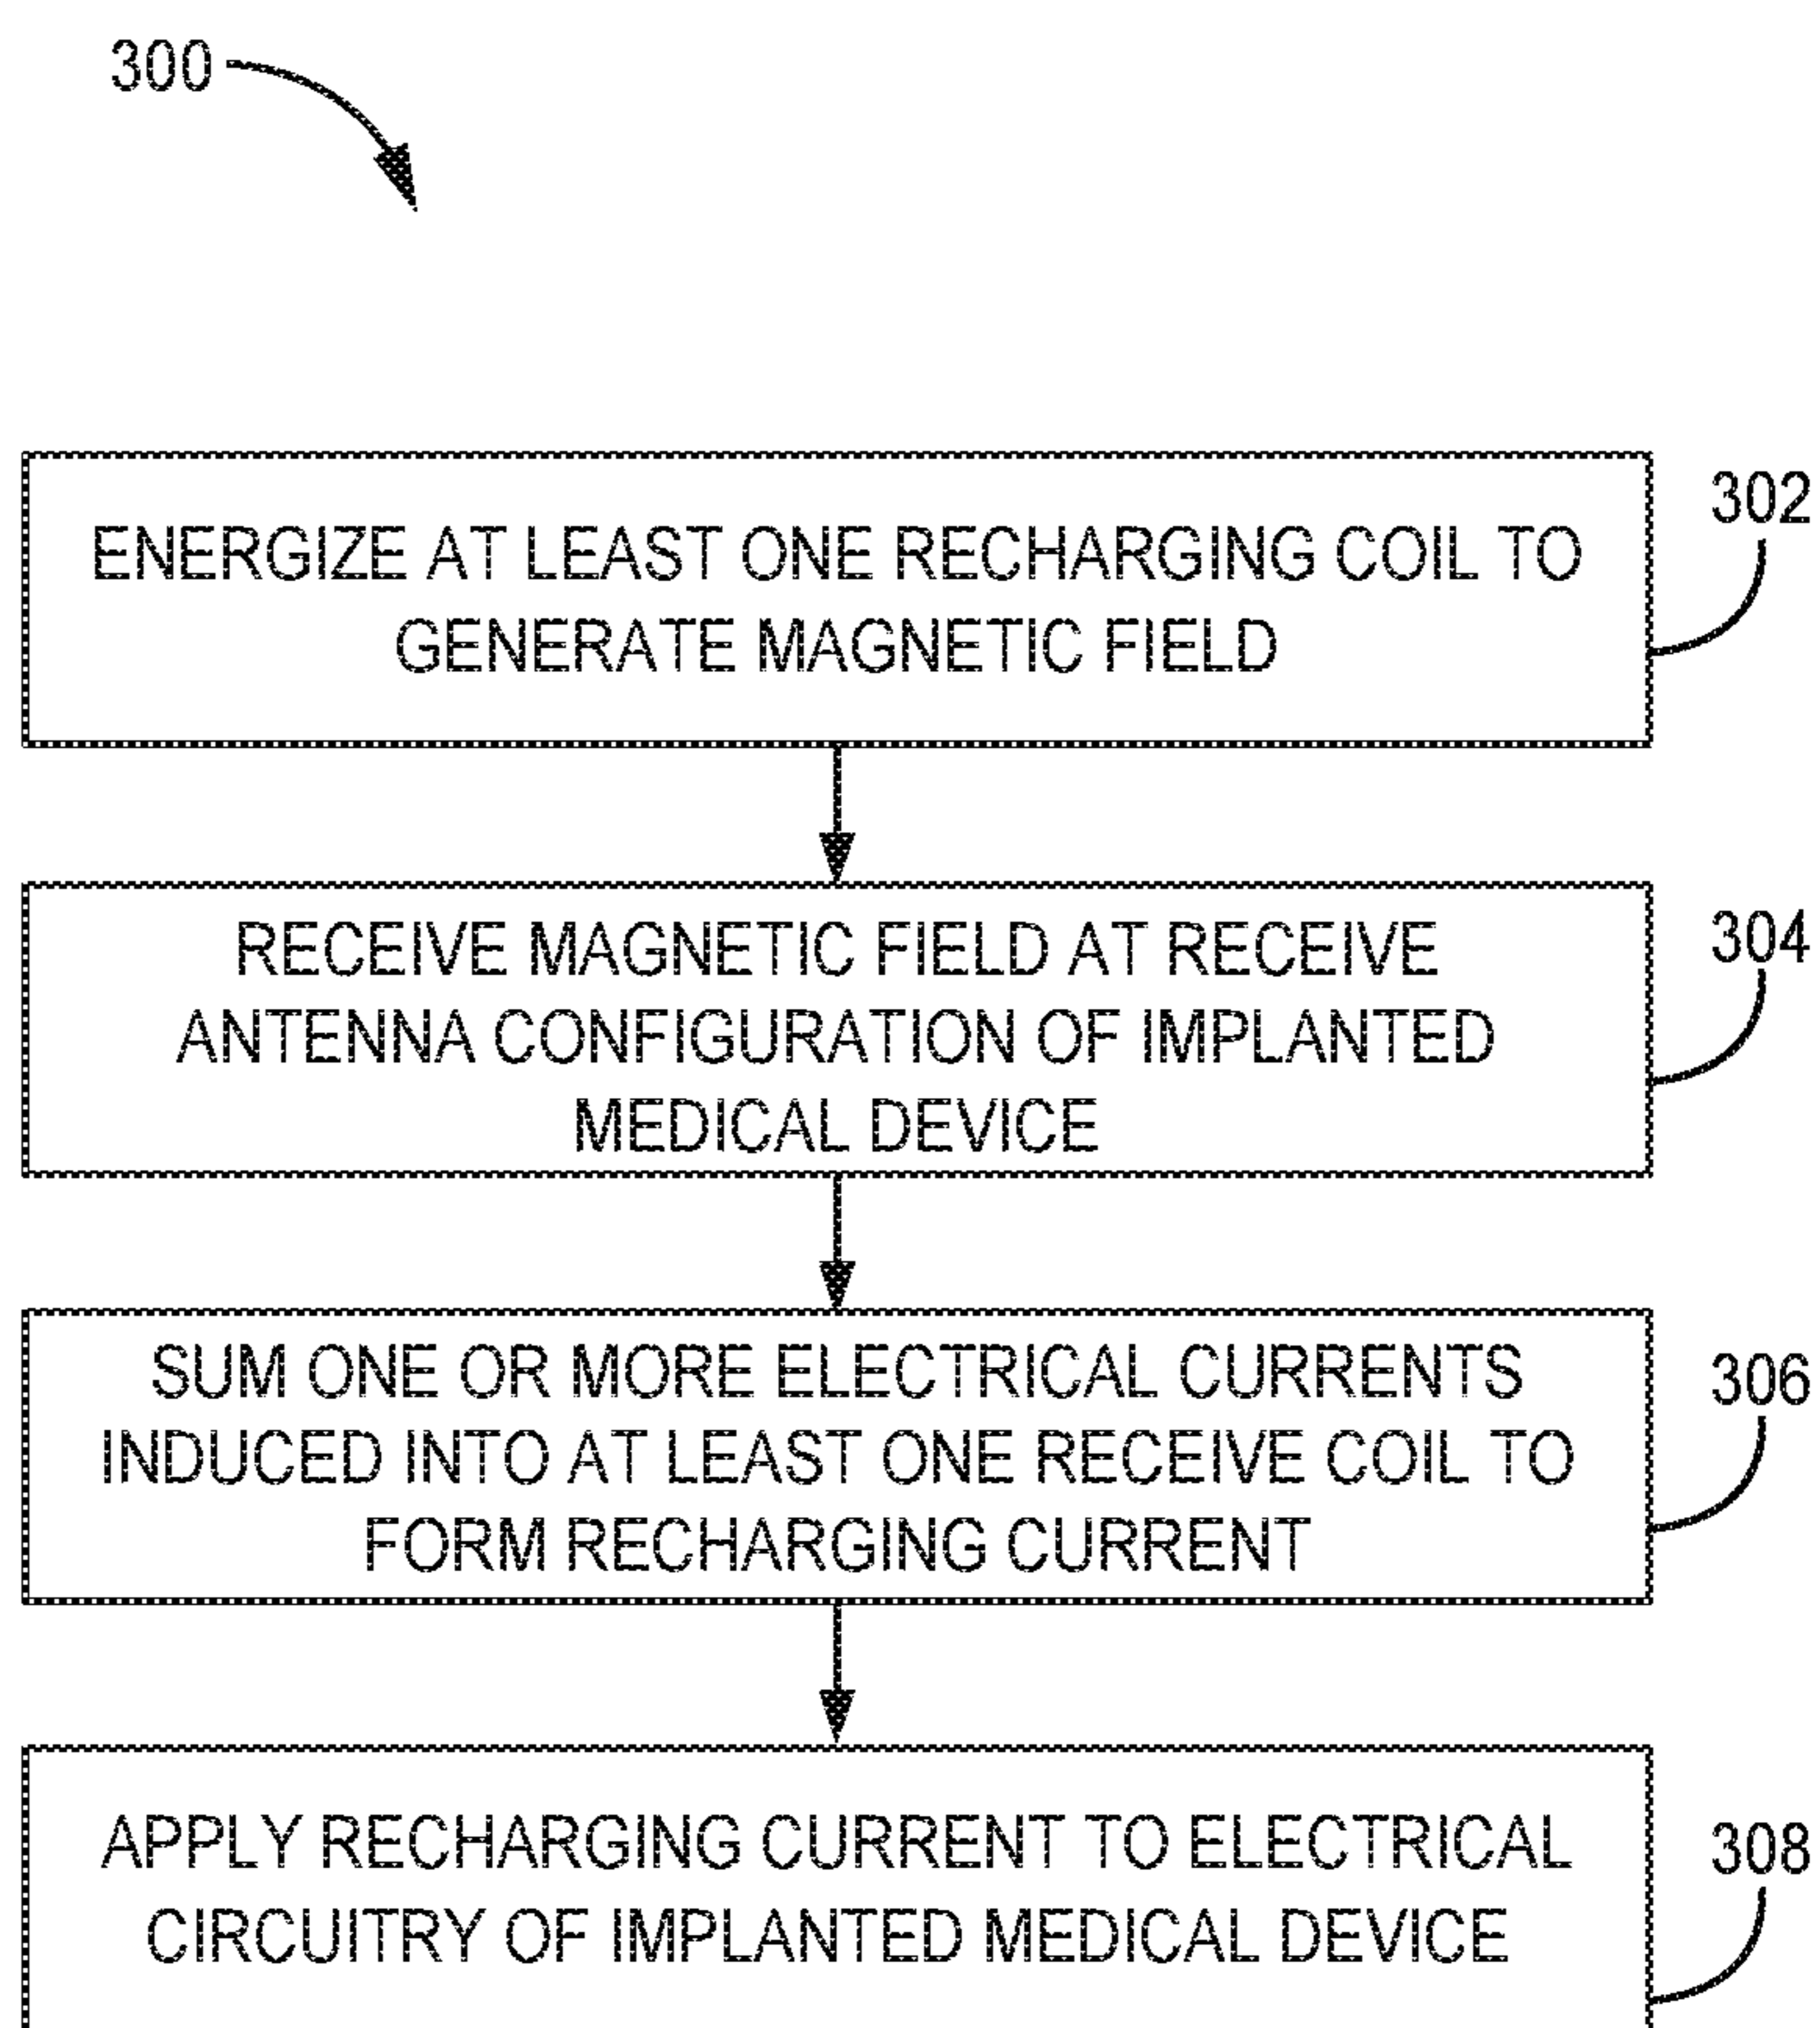 300
302
ENERGIZE AT LEAST ONE RECHARGING COIL TO
GENERATE MAGNETIC FIELD
304
RECEIVE MAGNETIC FIELD AT RECEIVE
ANTENNA CONFIGURATION OF IMPLANTED
MEDICAL DEVICE
306
SUM ONE OR MORE ELECTRICAL CURRENTS
INDUCED INTO AT LEAST ONE RECEIVE COIL TO
FORM RECHARGING CURRENT
308
APPLY RECHARGING CURRENT TO ELECTRICAL
CIRCUITRY OF IMPLANTED MEDICAL DEVICE